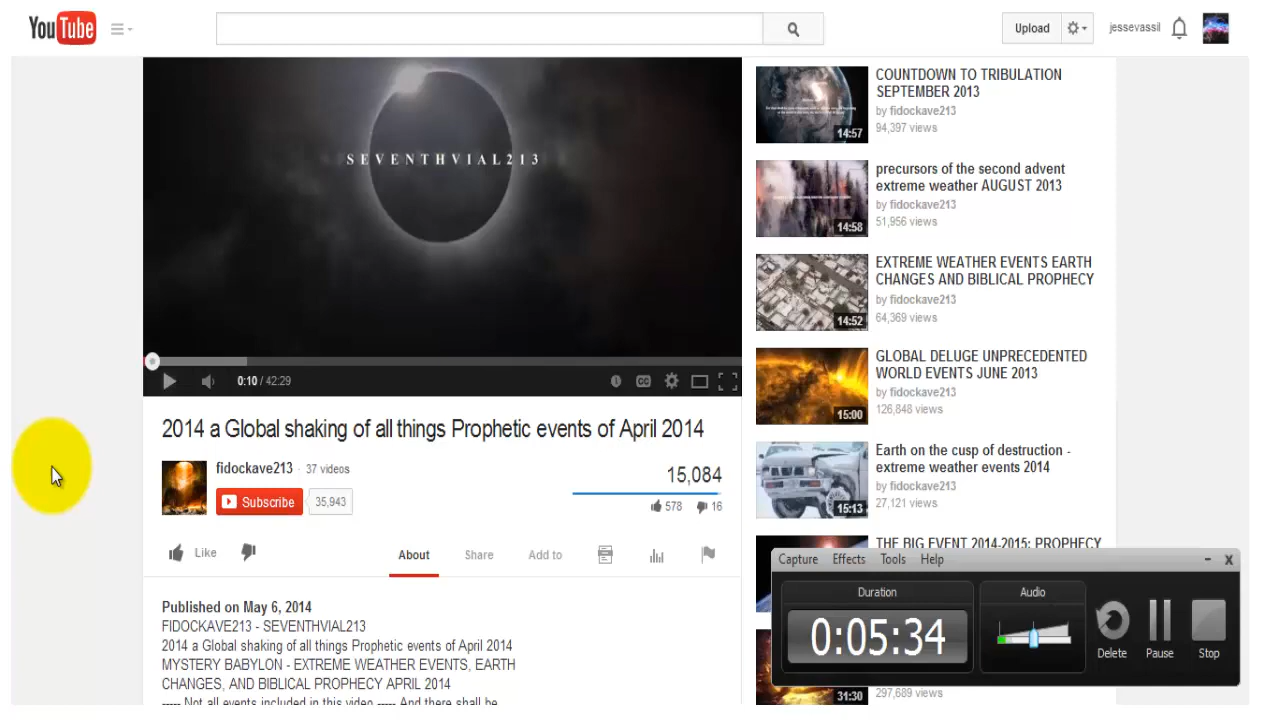 YouTube
Upload
jessevassil
SEVENTHVIAL213
0:10 / 42:29
CC
2014 a Global shaking of all things Prophetic events of April 2014
fidockave213 · 37 videos
Subscribe 35,943
15,084
578 16
Like
About Share Add to
Published on May 6, 2014
FIDOCKAVE213 - SEVENTHVIAL213
2014 a Global shaking of all things Prophetic events of April 2014
MYSTERY BABYLON - EXTREME WEATHER EVENTS, EARTH
CHANGES, AND BIBLICAL PROPHECY APRIL 2014
----- Not all events included in this video ----- And there shall be
COUNTDOWN TO TRIBULATION
SEPTEMBER 2013
by fidockave213
94,397 views
14:57
precursors of the second advent
extreme weather AUGUST 2013
by fidockave213
51,956 views
14:58
EXTREME WEATHER EVENTS EARTH
CHANGES AND BIBLICAL PROPHECY
by fidockave213
64,369 views
14:52
GLOBAL DELUGE UNPRECEDENTED
WORLD EVENTS JUNE 2013
by fidockave213
126,848 views
15:00
Earth on the cusp of destruction -
extreme weather events 2014
by fidockave213
27,121 views
15:13
THE BIG EVENT 2014-2015: PROPHECY
Capture Effects Tools Help
Duration
0:05:34
Audio
Delete Pause Stop
31:30
297,689 views